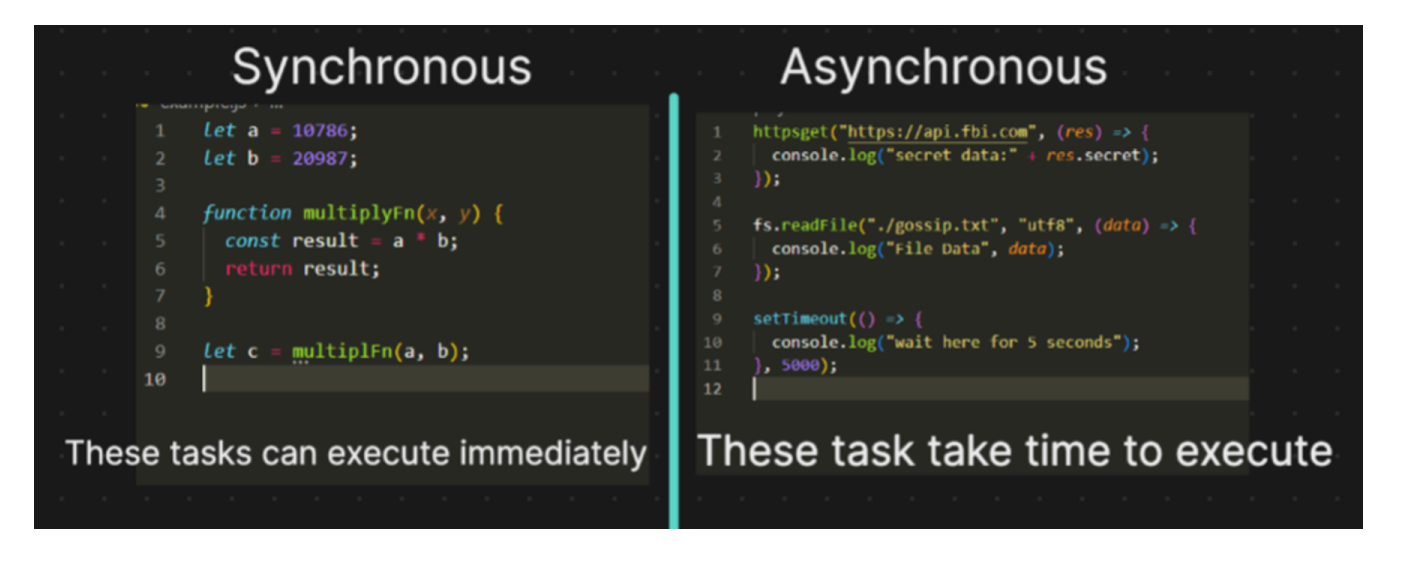 Synchronous
1 let a = 10786;
2 let b = 20987;
3
4 function multiplyFn(x, y) {
5 const result = a * b;
6 return result;
7 }
8
9 let c = multiplFn(a, b);
10
These tasks can execute immediately
Asynchronous
1 httpsget("https://api.fbi.com", (res) => {
2 console.log("secret data:" + res.secret);
3 });
4
5 fs.readFile("./gossip.txt", "utf8", (data) => {
6 console.log("File Data", data);
7 });
8
9 setTimeout(() => {
10 console.log("wait here for 5 seconds");
11 }, 5000);
12
These task take time to execute